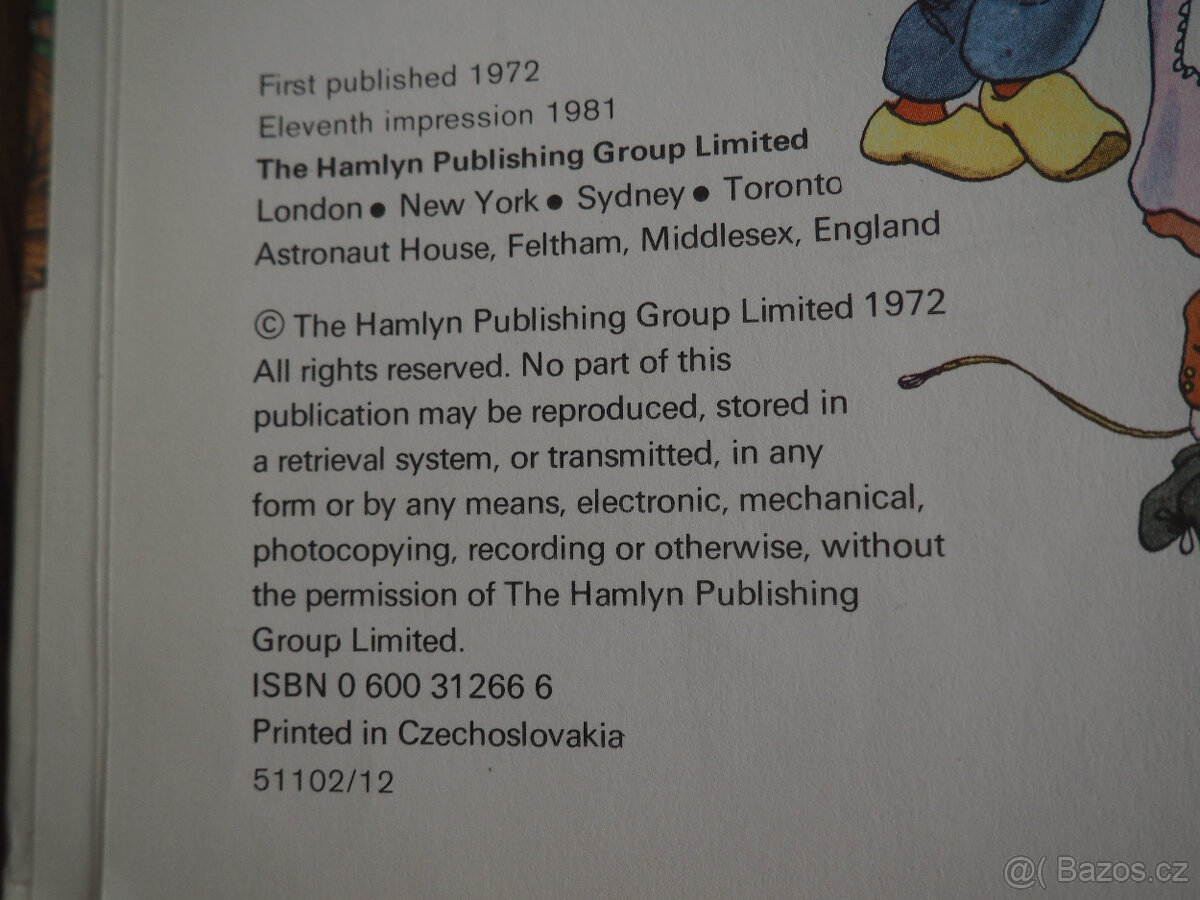 First published 1972
Eleventh impression 1981
The Hamlyn Publishing Group Limited
London ● New York ● Sydney ● Toronto
Astronaut House, Feltham, Middlesex, England
© The Hamlyn Publishing Group Limited 1972
All rights reserved. No part of this
publication may be reproduced, stored in
a retrieval system, or transmitted, in any
form or by any means, electronic, mechanical,
photocopying, recording or otherwise, without
the permission of The Hamlyn Publishing
Group Limited.
ISBN 0 600 31266 6
Printed in Czechoslovakia
51102/12
@( Bazos.cz